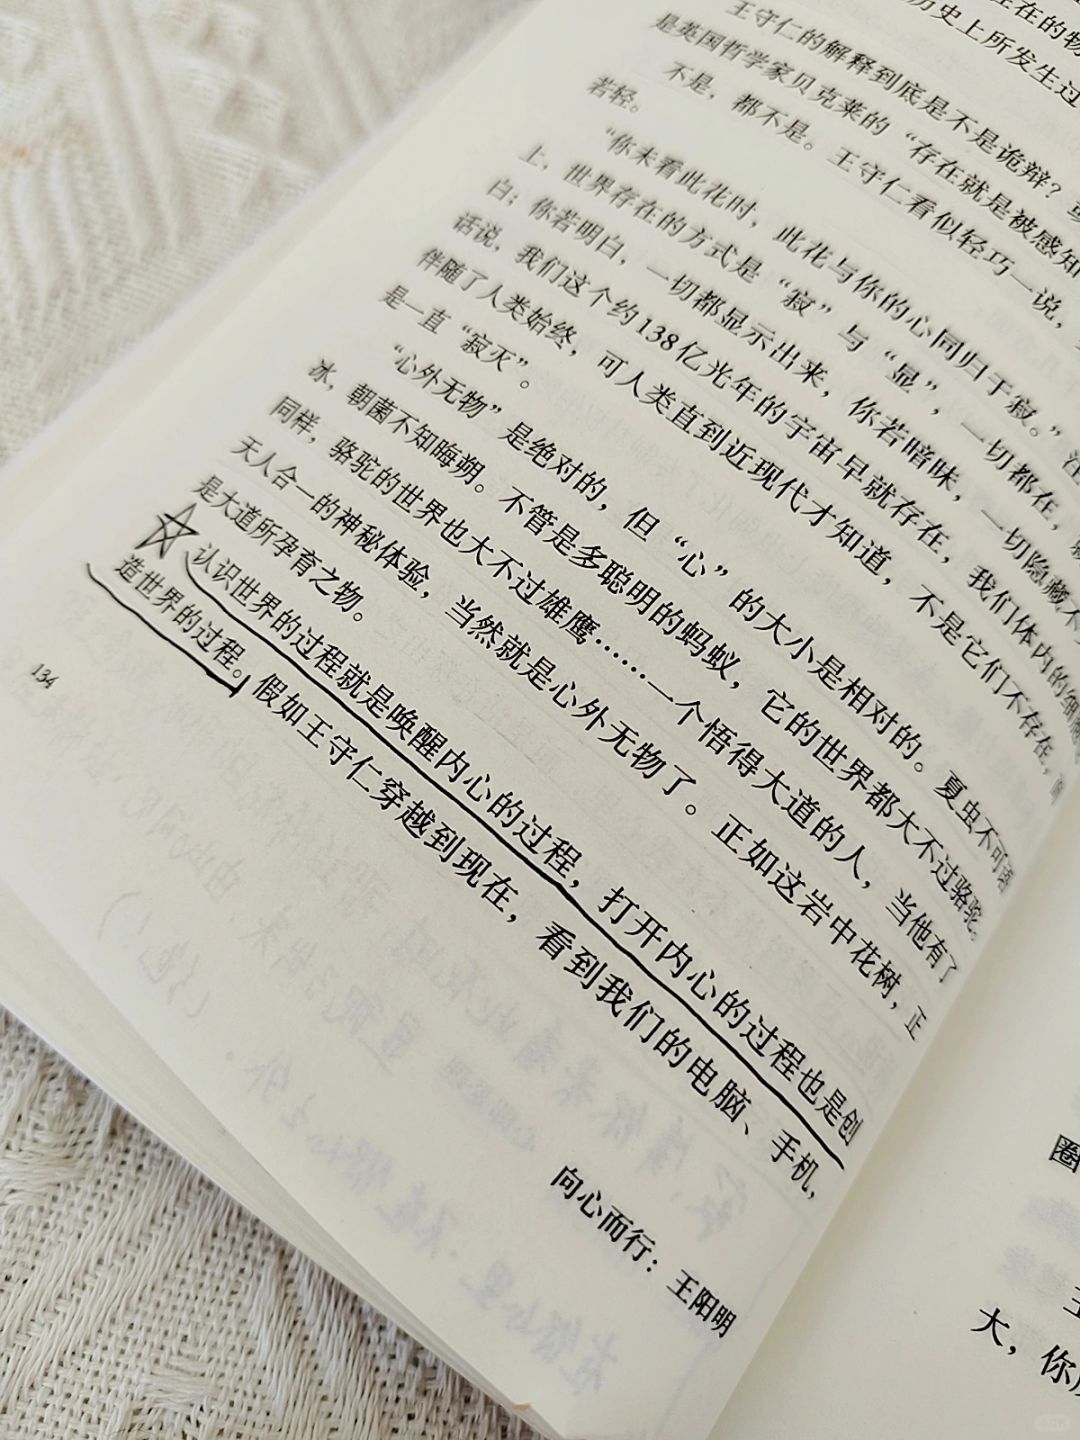 在的物
历史上所发生过
王守仁的解释到底是不是诡辩？
是英国哲学家贝克莱的“存在就是被感知
不是，都不是。王守仁看似轻巧一说，
若轻。
“你未看此花时，此花与你的心同归于寂。”
上，世界存在的方式是“寂”与“显”，一切都在，
白；你若明白，一切都显示出来，你若暗昧，一切隐藏不
话说，我们这个约138亿光年的宇宙早就存在，我们体内的细
伴随了人类始终，可人类直到近现代才知道，不是它们不存在，
是一直“寂灭”。
“心外无物”是绝对的，但“心”的大小是相对的。夏虫不可语
冰，朝菌不知晦朔。不管是多聪明的蚂蚁，它的世界都大不过骆驼。
同样，骆驼的世界也大不过雄鹰……一个悟得大道的人，当他有了
天人合一的神秘体验，当然就是心外无物了。正如这岩中花树，正
是大道所孕育之物。
认识世界的过程就是唤醒内心的过程，打开内心的过程也是创
造世界的过程。假如王守仁穿越到现在，看到我们的电脑、手机，
134
向心而行：王阳明
圈
大，你